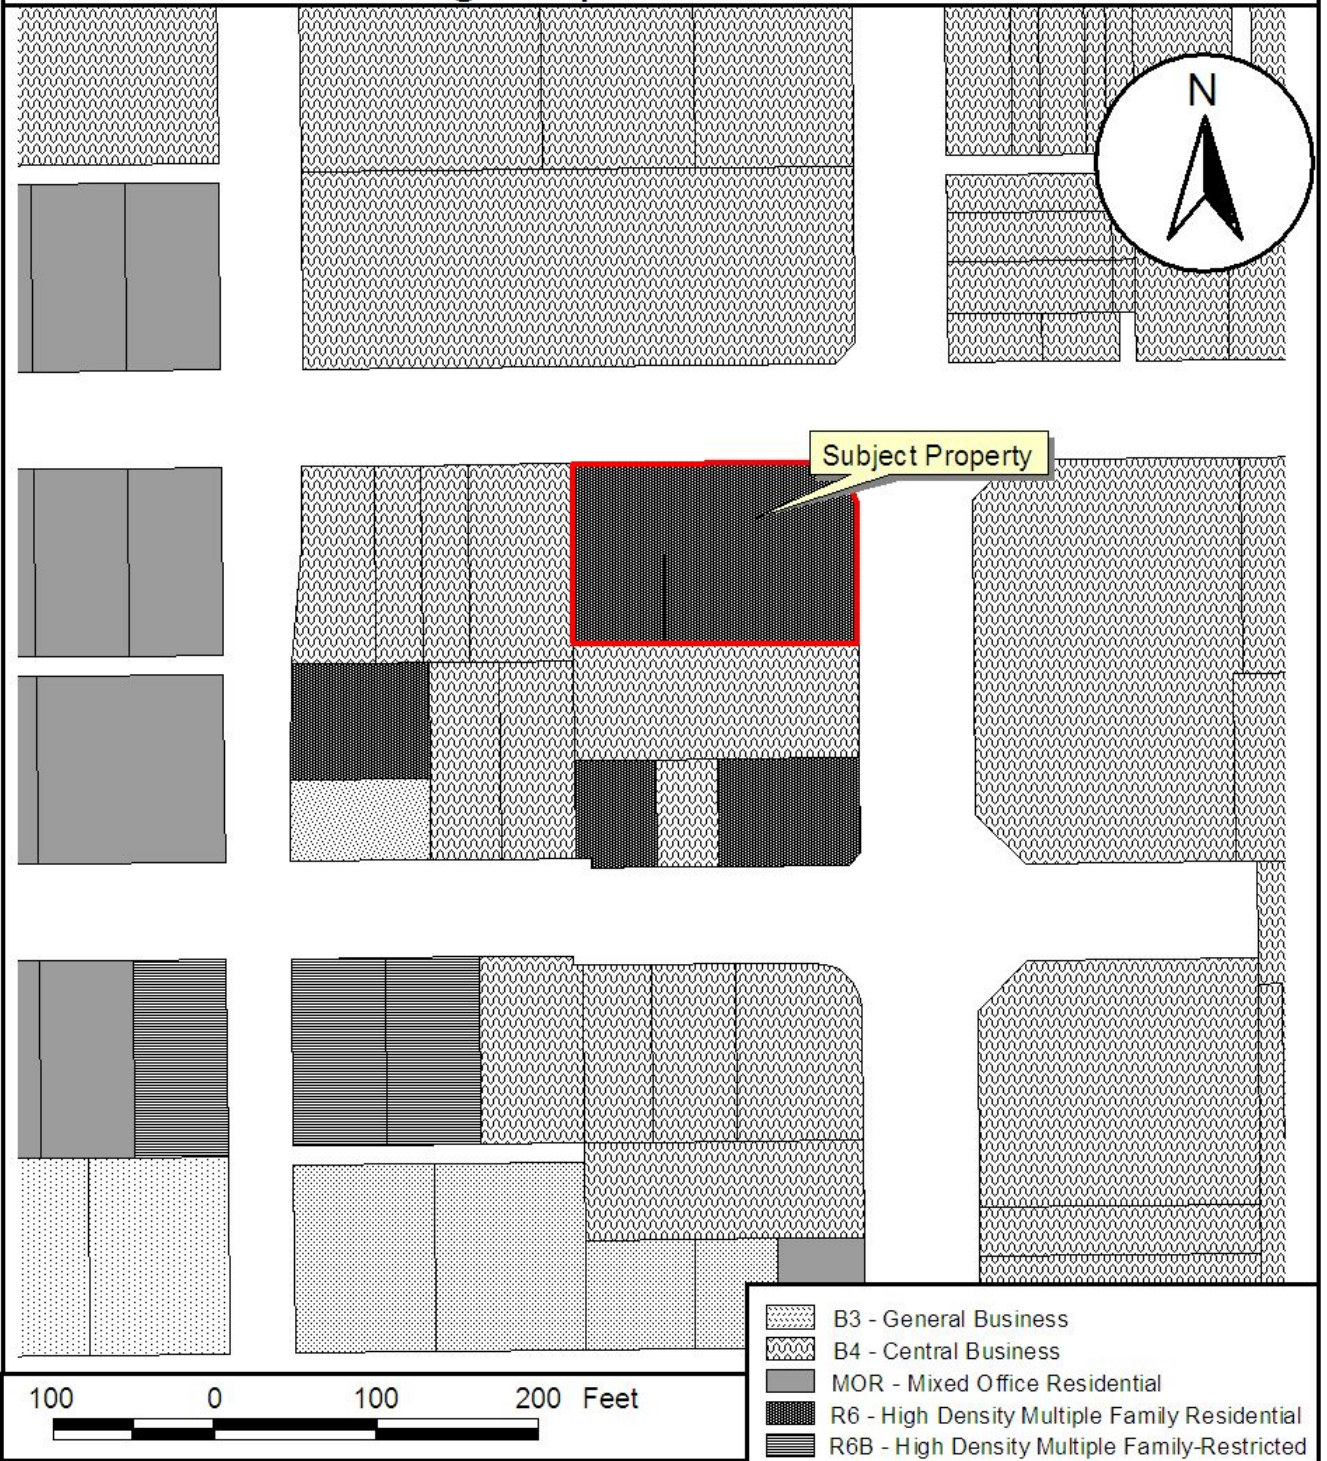 N
Subject Property
B3 - General Business
B4 - Central Business
MOR - Mixed Office Residential
R6 - High Density Multiple Family Residential
R6B - High Density Multiple Family-Restricted
100 0 100 200 Feet